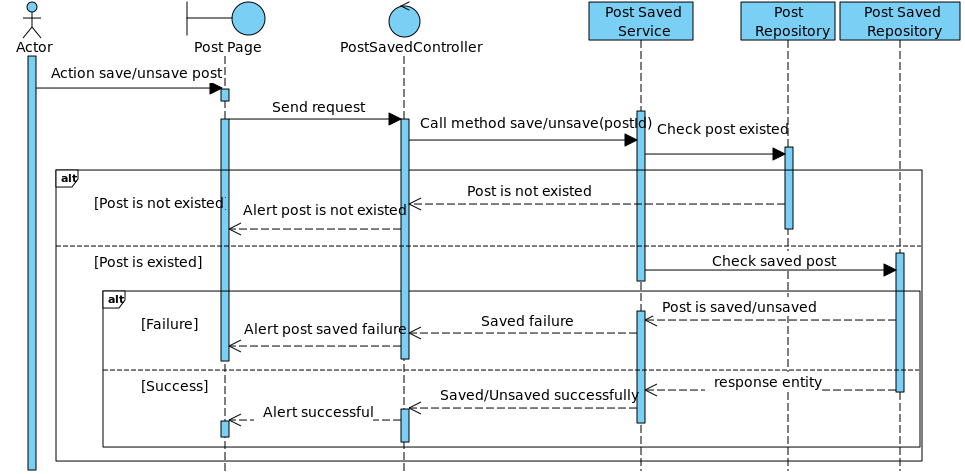 Post Saved
Service
Post
Repository
Post Saved
Repository
Actor
Post Page
PostSavedController
Action save/unsave post
Send request
Call method save/unsave(postId)
Check post existed
alt
[Post is not existed]
Post is not existed
Alert post is not existed
[Post is existed]
Check saved post
alt
[Failure]
Post is saved/unsaved
Saved failure
Alert post saved failure
[Success]
response entity
Saved/Unsaved successfully
Alert successful